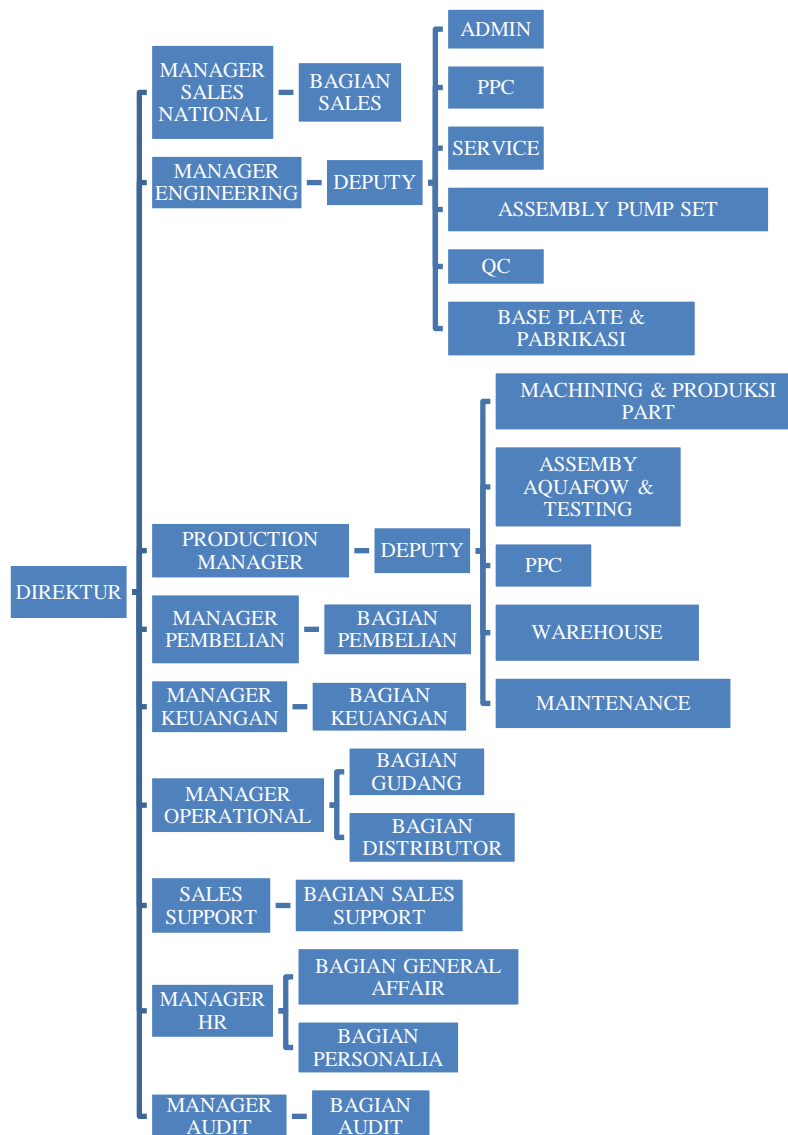 ADMIN
MANAGER
SALES
NATIONAL
BAGIAN
SALES
PPC
SERVICE
MANAGER
ENGINEERING
DEPUTY
ASSEMBLY PUMP SET
QC
BASE PLATE &
PABRIKASI
MACHINING & PRODUKSI
PART
ASSEMBY
AQUAFOW &
TESTING
PRODUCTION
MANAGER
DEPUTY
PPC
DIREKTUR
MANAGER
PEMBELIAN
BAGIAN
PEMBELIAN
WAREHOUSE
MANAGER
KEUANGAN
BAGIAN
KEUANGAN
MAINTENANCE
MANAGER
OPERATIONAL
BAGIAN
GUDANG
BAGIAN
DISTRIBUTOR
SALES
SUPPORT
BAGIAN SALES
SUPPORT
MANAGER
HR
BAGIAN GENERAL
AFFAIR
BAGIAN
PERSONALIA
MANAGER
AUDIT
BAGIAN
AUDIT